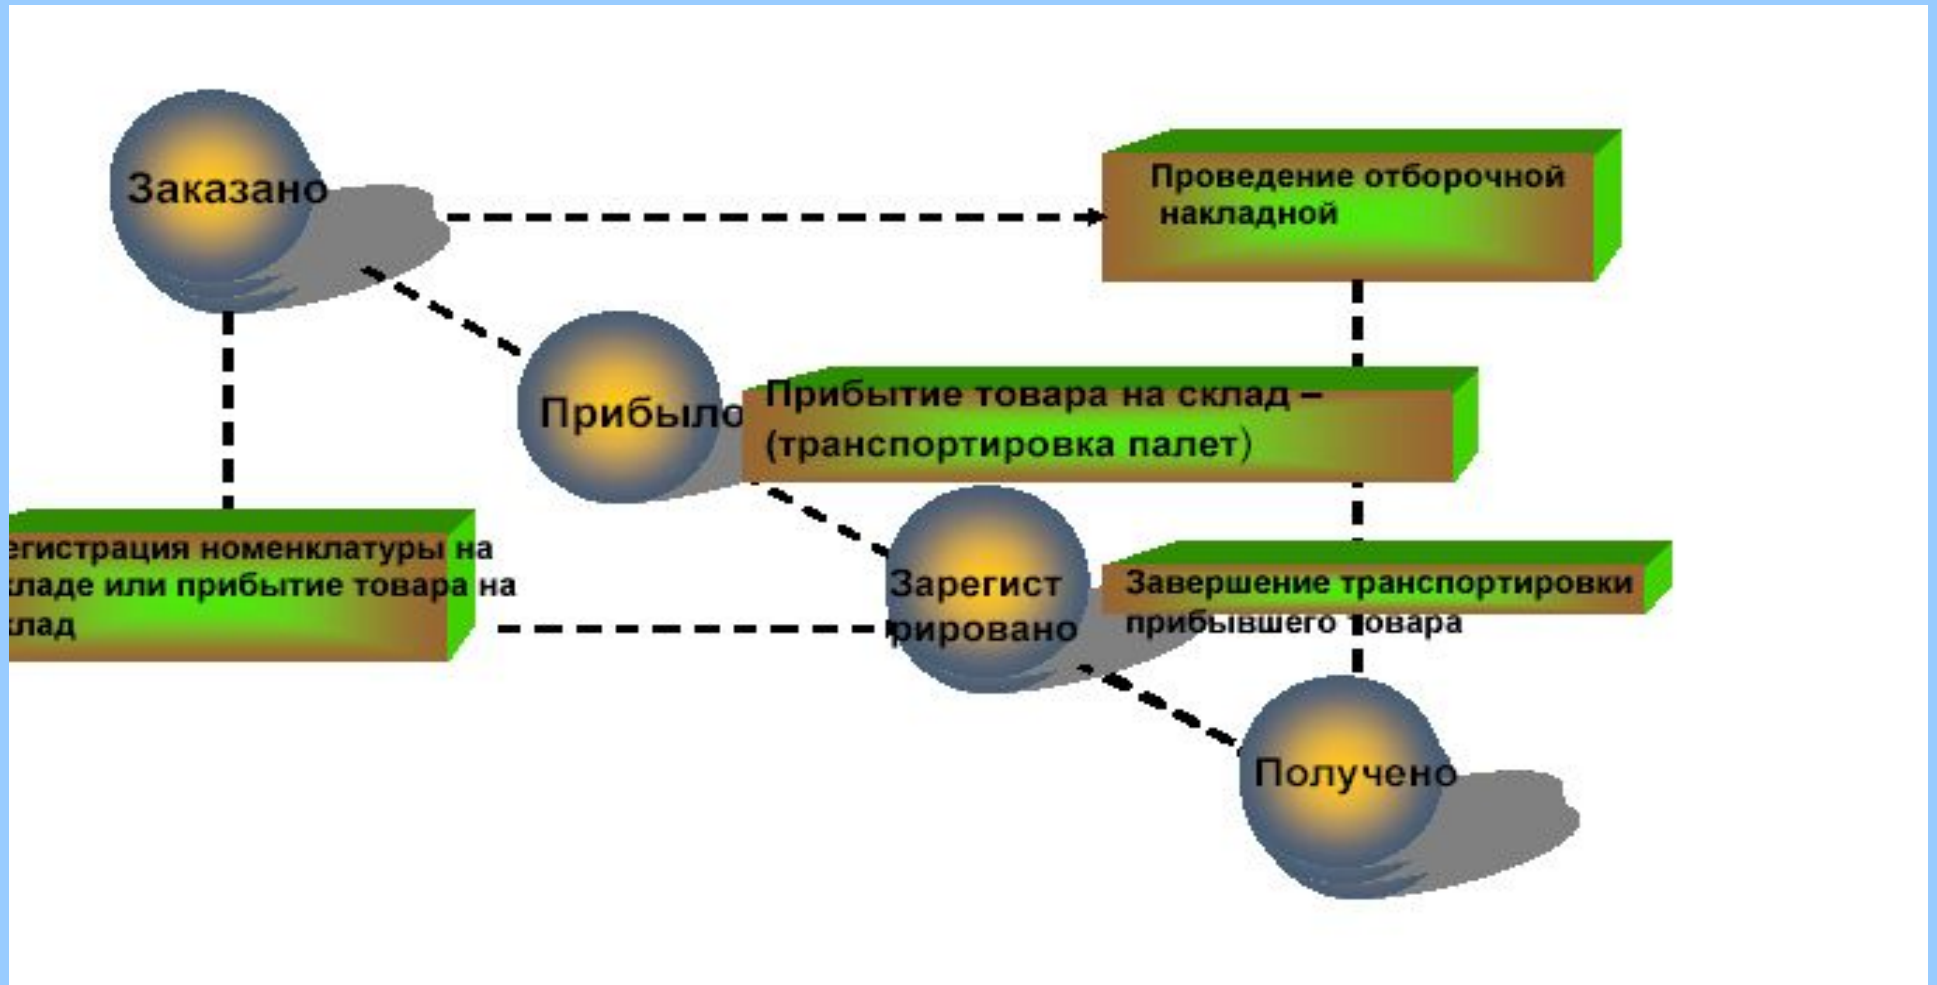 Заказано
Проведение отборочной
накладной
Прибыло
Прибытие товара на склад –
(транспортировка палет)
егистрация номенклатуры на
кладе или прибытие товара на
клад
Зарегист
рировано
Завершение транспортировки
прибывшего товара
Получено